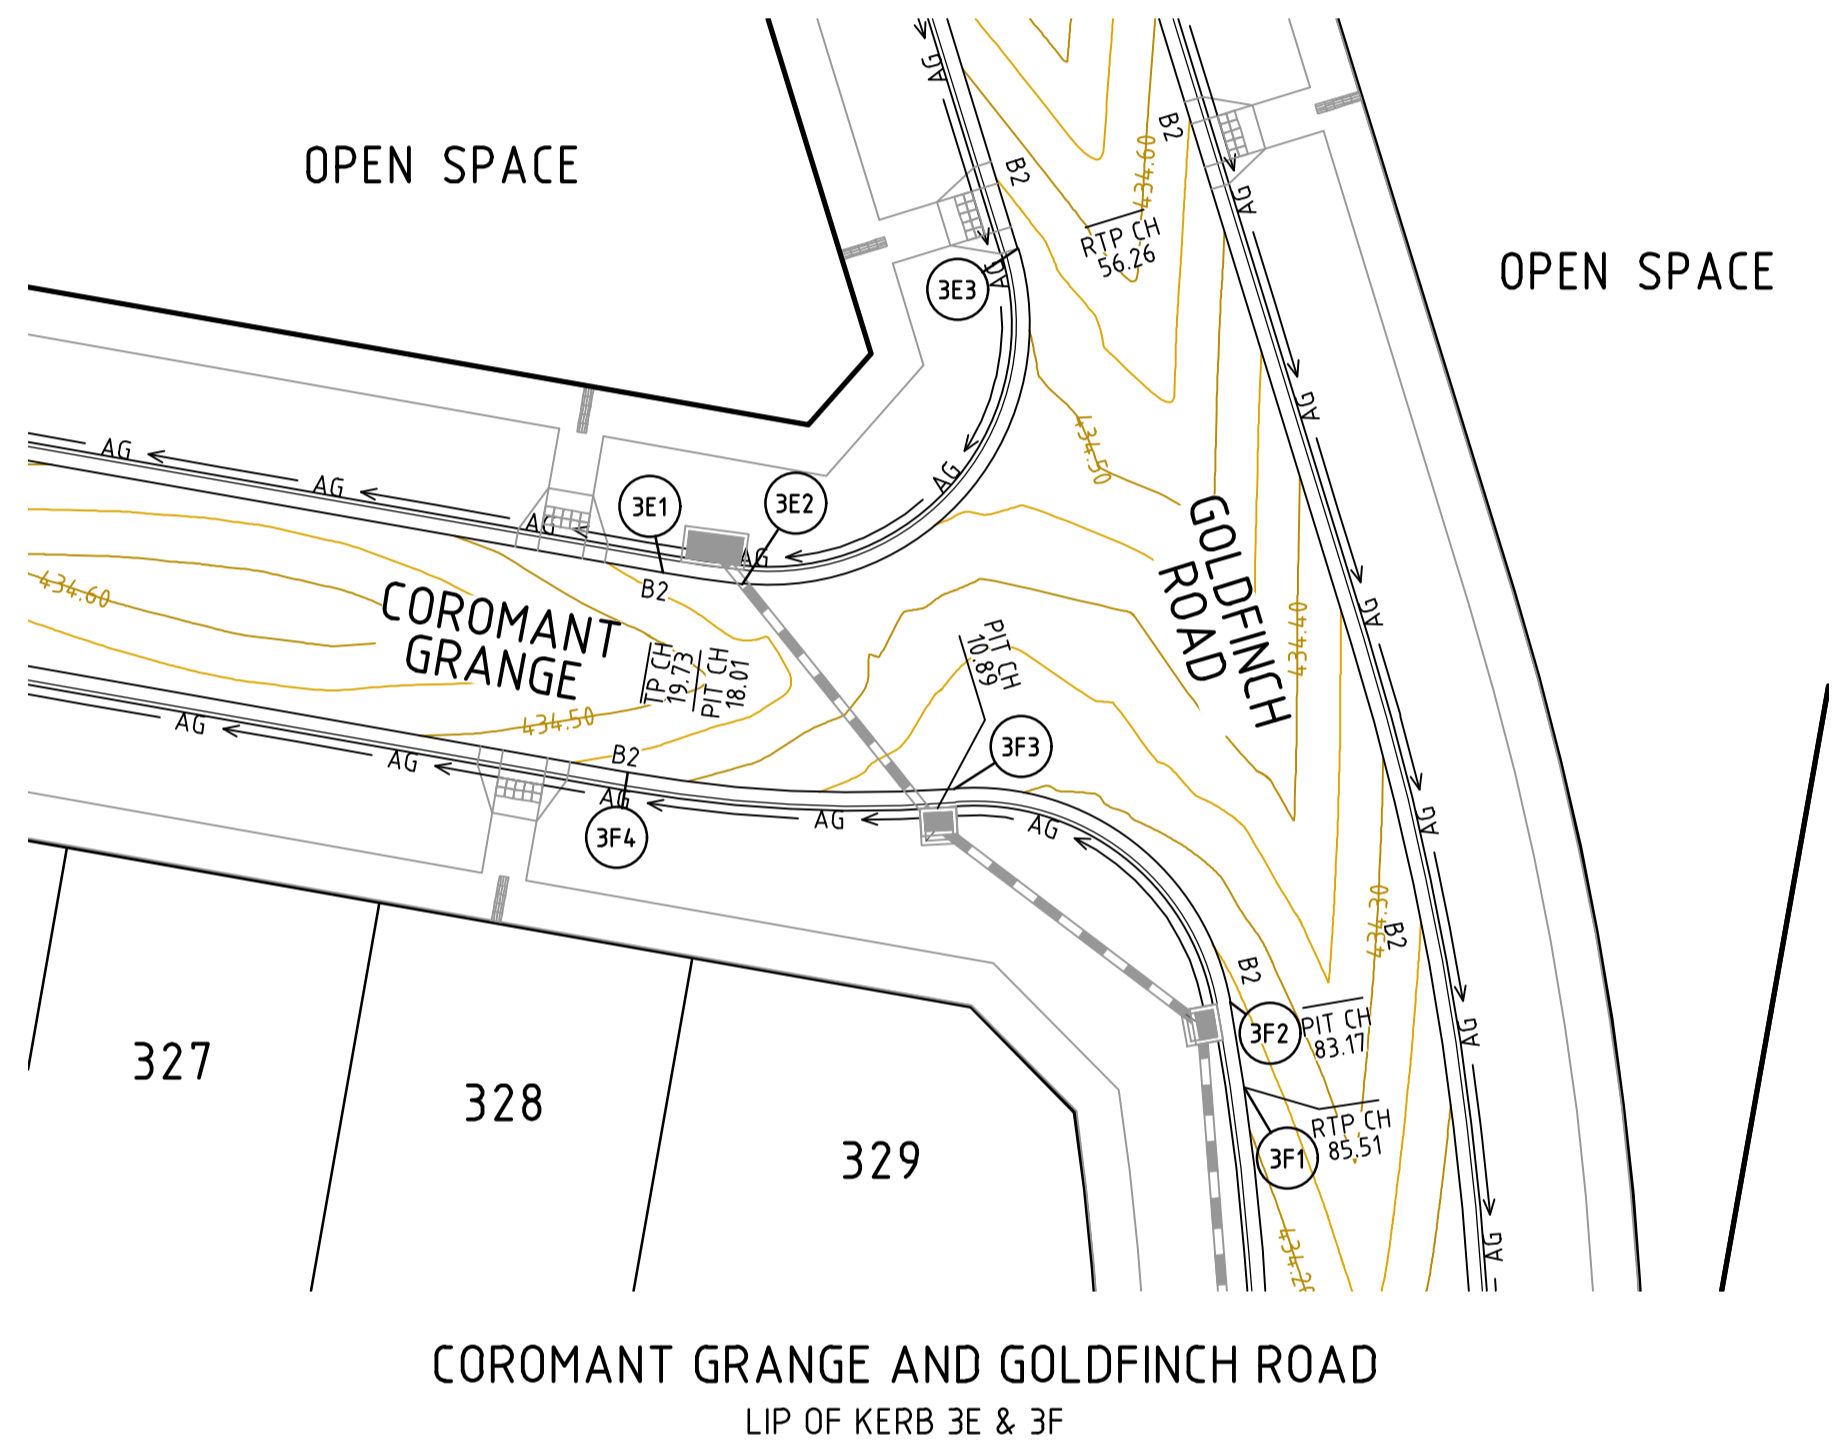 AG
B2
434.60
AG
OPEN SPACE
B2
AG
RTP CH
56.26
OPEN SPACE
3E3
AG
AG
434.50
AG
AG
AG
3E1
3E2
AG
AG
B2
434.60
COROMANT
GRANGE
GOLDFINCH
ROAD
434.40
AG
TP CH
19.73
PIT CH
18.01
PIT CH
10.89
434.50
AG
B2
3F3
AG
AG
AG
AG
AG
3F4
434.30
B2
B2
3F2
PIT CH
83.17
AG
327
328
329
RTP CH
85.51
3F1
434.2
AG
COROMANT GRANGE AND GOLDFINCH ROAD
LIP OF KERB 3E & 3F